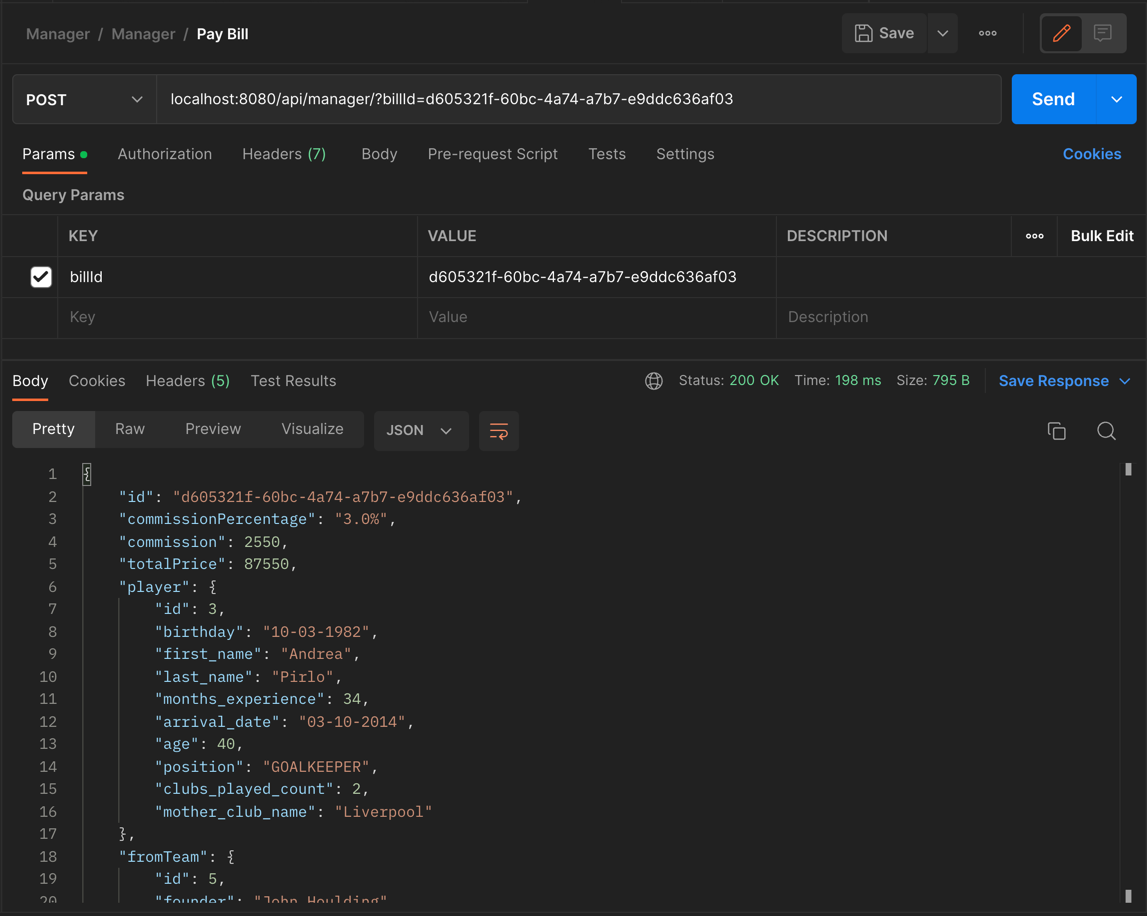 Manager / Manager / Pay Bill
Save
POST
localhost:8080/api/manager/?billId=d605321f-60bc-4a74-a7b7-e9ddc636af03
Send
Params Authorization Headers (7) Body Pre-request Script Tests Settings Cookies
Query Params
KEY VALUE DESCRIPTION Bulk Edit
billId d605321f-60bc-4a74-a7b7-e9ddc636af03
Key Value Description
Body Cookies Headers (5) Test Results Status: 200 OK Time: 198 ms Size: 795 B Save Response
Pretty Raw Preview Visualize JSON
1 {
2 "id": "d605321f-60bc-4a74-a7b7-e9ddc636af03",
3 "commissionPercentage": "3.0%",
4 "commission": 2550,
5 "totalPrice": 87550,
6 "player": {
7 "id": 3,
8 "birthday": "10-03-1982",
9 "first_name": "Andrea",
10 "last_name": "Pirlo",
11 "months_experience": 34,
12 "arrival_date": "03-10-2014",
13 "age": 40,
14 "position": "GOALKEEPER",
15 "clubs_played_count": 2,
16 "mother_club_name": "Liverpool"
17 },
18 "fromTeam": {
19 "id": 5,
20 "founder": "John Houlding"